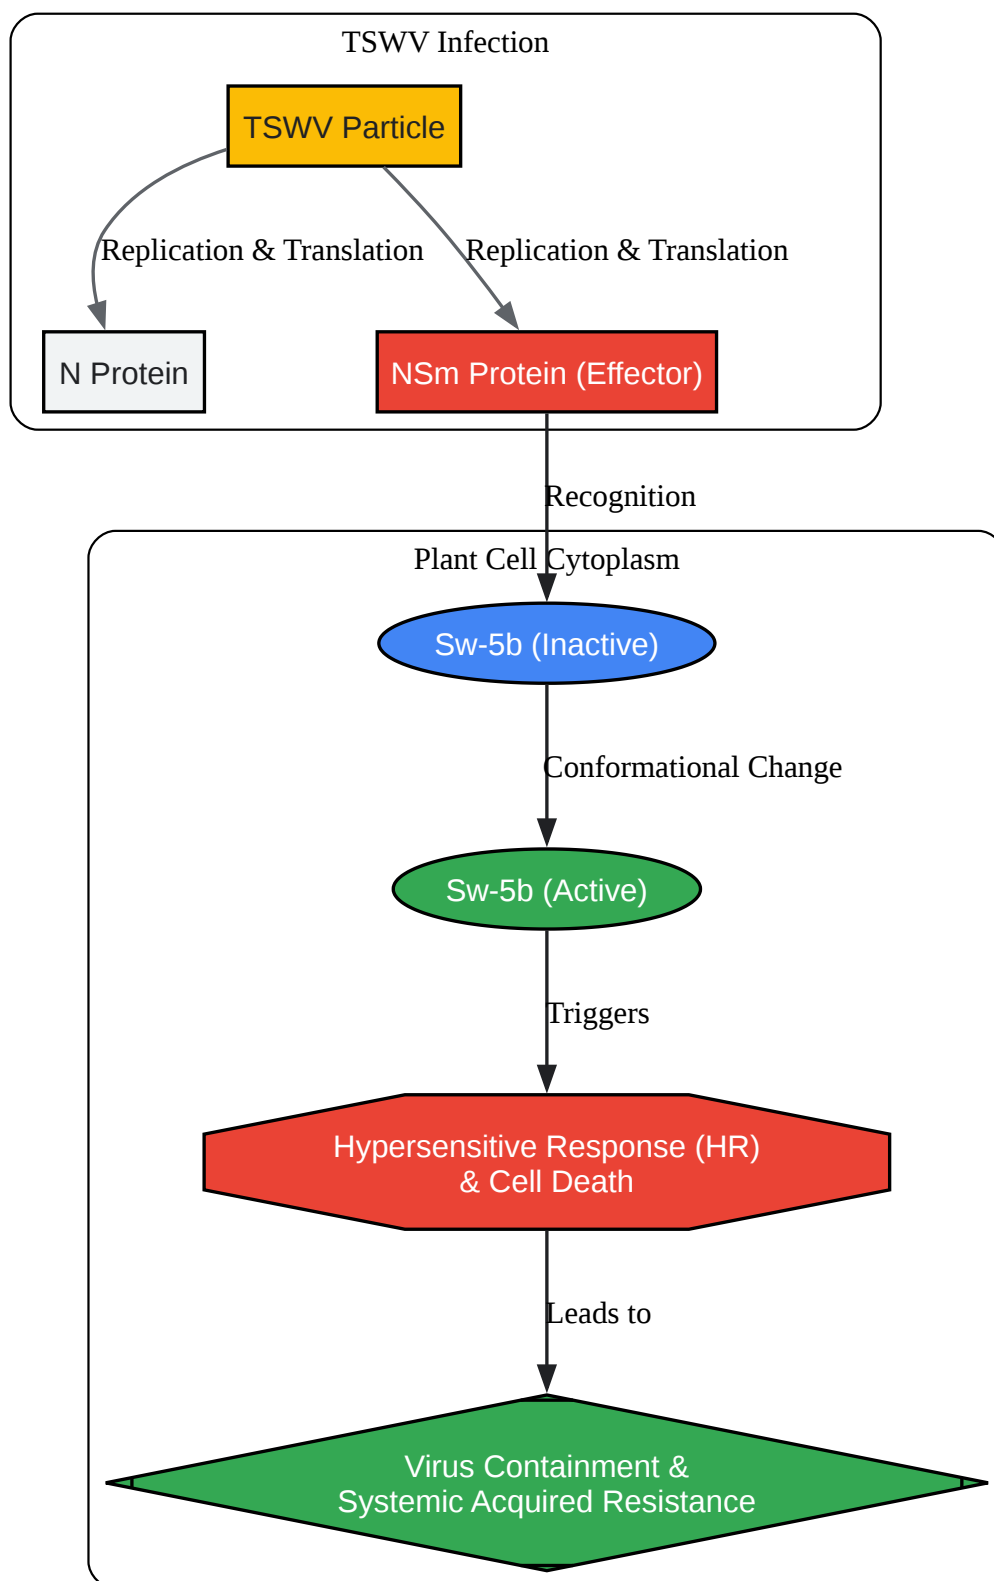 TSWV Infection
TSWV Particle
Replication & Translation
Replication & Translation
N Protein
NSm Protein (Effector)
Recognition
Plant Cell Cytoplasm
Sw-5b (Inactive)
Conformational Change
Sw-5b (Active)
Triggers
Hypersensitive Response (HR)
& Cell Death
Leads to
Virus Containment &
Systemic Acquired Resistance